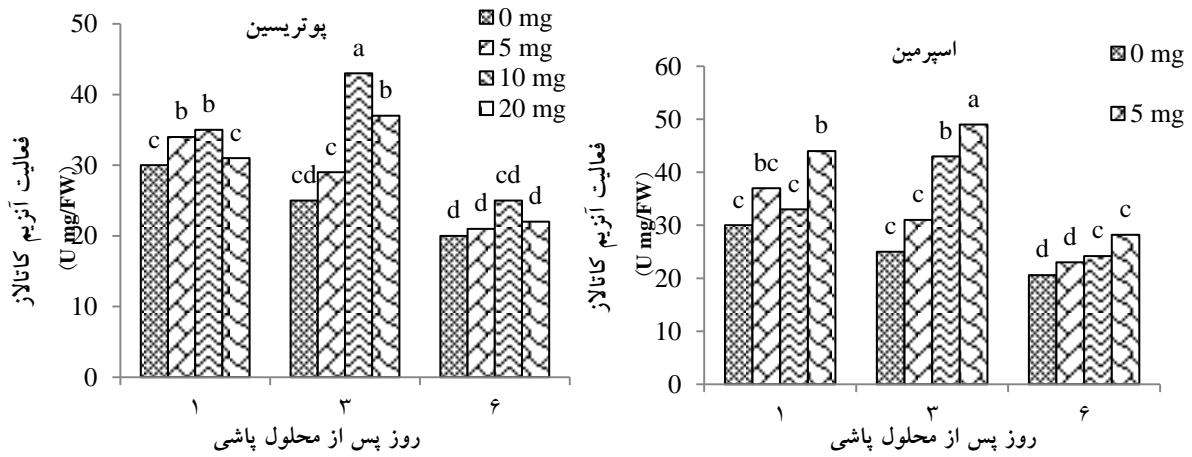 پوتریسین
0 mg
5 mg
10 mg
20 mg
فعالیت آنزیم کاتالاز
(U mg/FW)
50
40
30
20
10
0
c b b c
cd c a b
d d cd d
۱ ۳ ۶
روز پس از محلول پاشی
اسپرمین
0 mg
5 mg
فعالیت آنزیم کاتالاز
(U mg/FW)
60
50
40
30
20
10
0
c bc c b
c c b a
d d c c
۱ ۳ ۶
روز پس از محلول پاشی